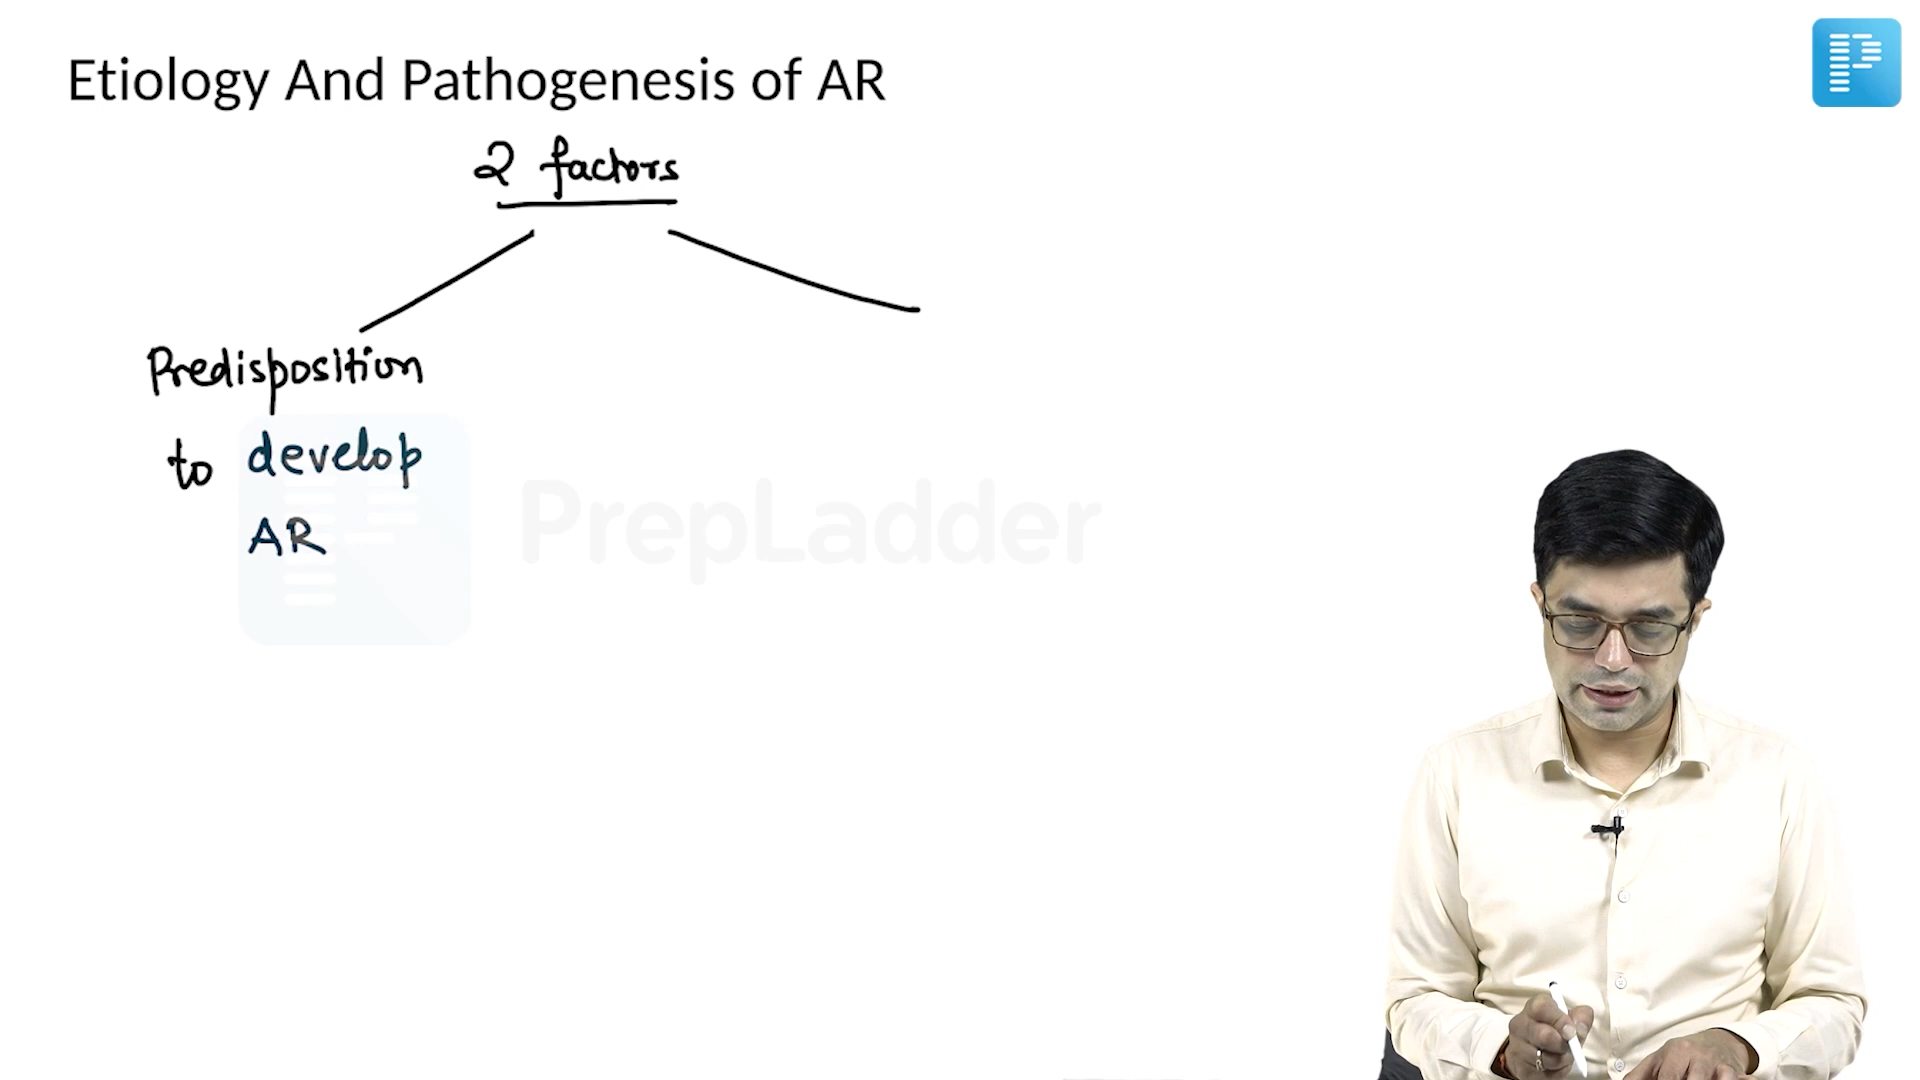 Etiology And Pathogenesis of AR
2 factors
Predisposition
to develop
AR
PrepLadder